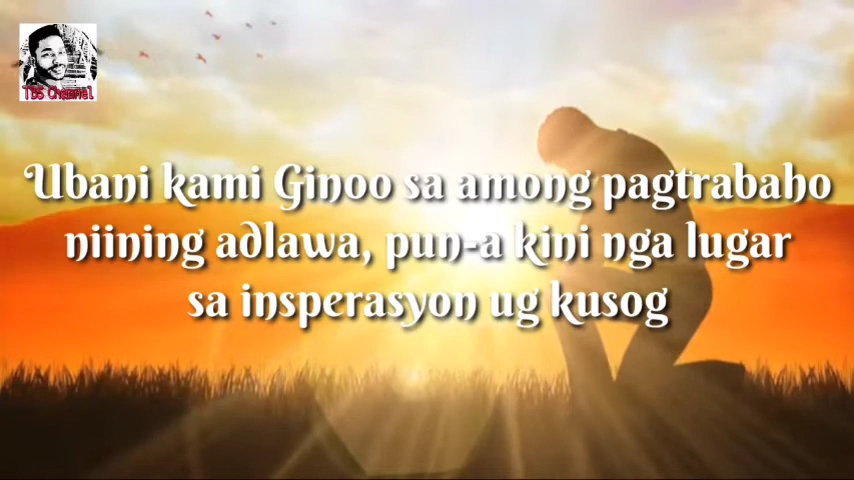 TBS Channel
Ubani kami Ginoo sa among pagtrabaho
niining adlawa, pun-a kini nga lugar
sa insperasyon ug kusog